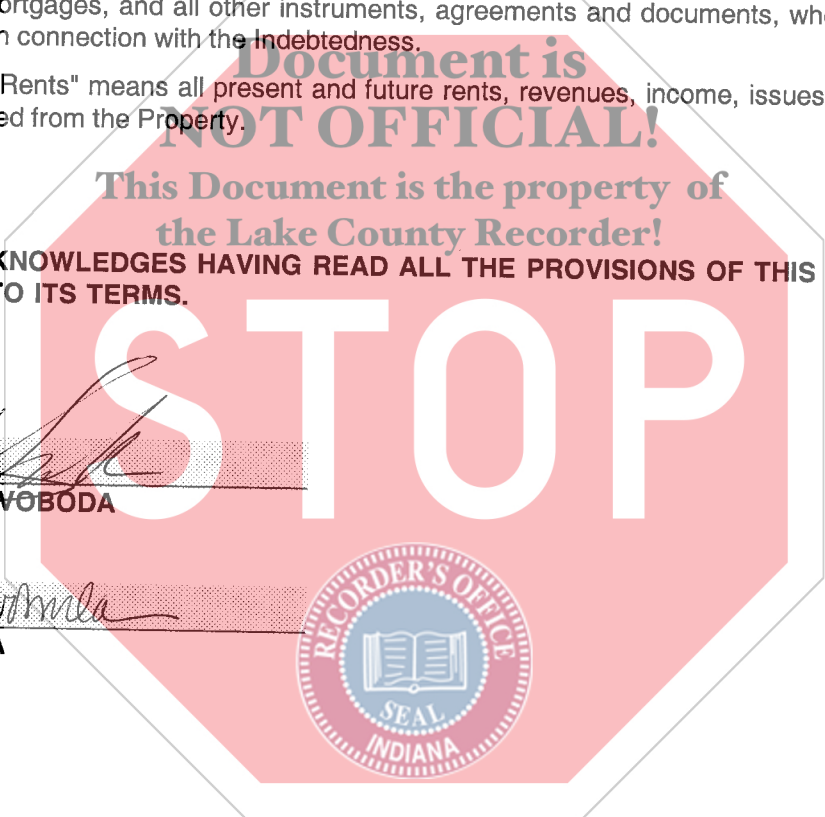 ortgages, and all other instruments, agreements and documents, wh
n connection with the Indebtedness.
Document is
Rents" means all present and future rents, revenues, income, issues
ed from the Property.
NOT OFFICIAL!
This Document is the property of
the Lake County Recorder!
KNOWLEDGES HAVING READ ALL THE PROVISIONS OF THIS
O ITS TERMS.
STOP
VOBODA
A
RECORDER'S OFFICE
SEAL
INDIANA